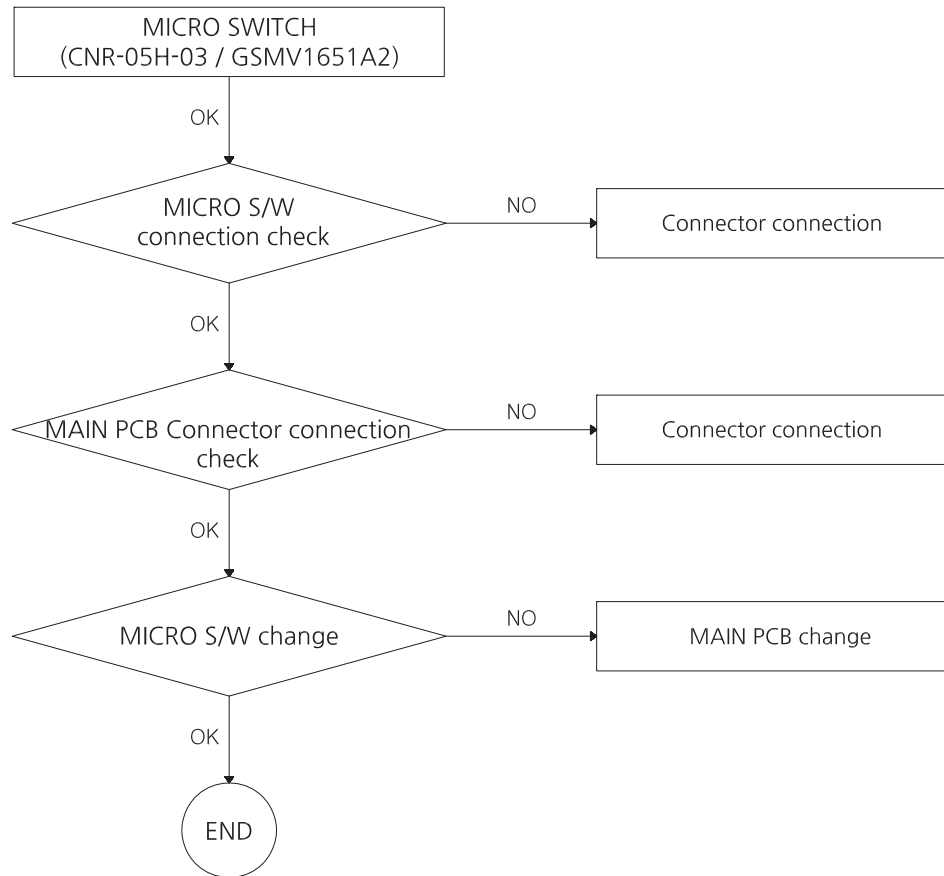 MICRO SWITCH
(CNR-05H-03 / GSMV1651A2)
OK
MICRO S/W
connection check
NO
Connector connection
OK
MAIN PCB Connector connection
check
NO
Connector connection
OK
MICRO S/W change
NO
MAIN PCB change
OK
END